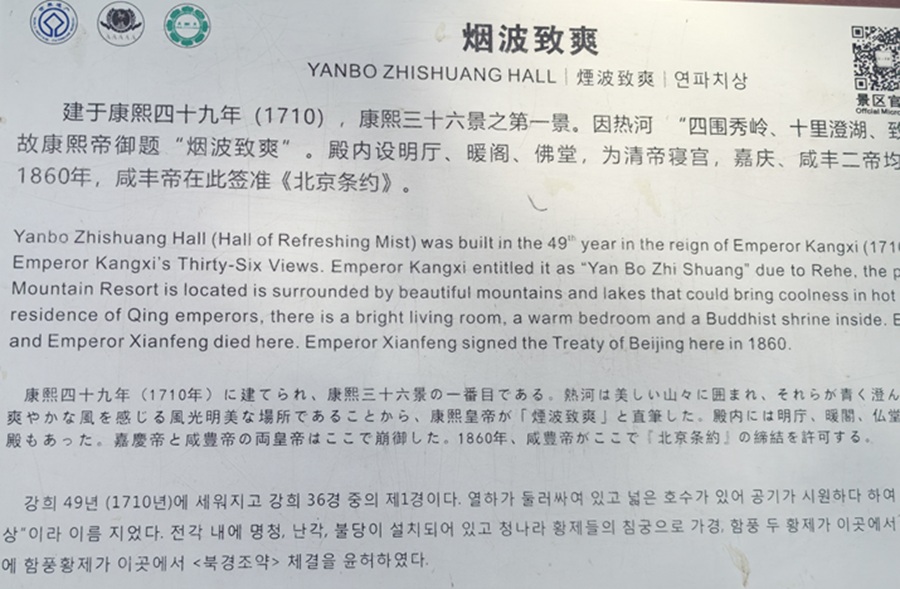 烟波致爽
YANBO ZHISHUANG HALL | 煙波致爽 | 연파치상
景区官
Official Micro
建于康熙四十九年（1710），康熙三十六景之第一景。因热河 “四围秀岭、十里澄湖、致
故康熙帝御题“烟波致爽“。殿内设明厅、暖阁、佛堂，为清帝寝宫，嘉庆、咸丰二帝均
1860年，咸丰帝在此签准《北京条约》。
Yanbo Zhishuang Hall (Hall of Refreshing Mist) was built in the 49th year in the reign of Emperor Kangxi (171
Emperor Kangxi's Thirty-Six Views. Emperor Kangxi entitled it as “Yan Bo Zhi Shuang” due to Rehe, the p
Mountain Resort is located is surrounded by beautiful mountains and lakes that could bring coolness in hot
residence of Qing emperors, there is a bright living room, a warm bedroom and a Buddhist shrine inside. E
and Emperor Xianfeng died here. Emperor Xianfeng signed the Treaty of Beijing here in 1860.
康熙四十九年（1710年）に建てられ、康熙三十六景の一番目である。熱河は美しい山々に囲まれ、それらが青く澄ん
爽やかな風を感じる風光明美な場所であることから、康熙皇帝が「煙波致爽」と直筆した。殿内には明庁、暖閣、仏堂
殿もあった。嘉慶帝と咸豊帝の両皇帝はここで崩御した。1860年、咸豊帝がここで『北京条約』の締結を許可する。
강희 49년 (1710년)에 세워지고 강희 36경 중의 제1경이다. 열하가 둘러싸여 있고 넓은 호수가 있어 공기가 시원하다 하여
상“이라 이름 지었다. 전각 내에 명청, 난각, 불당이 설치되어 있고 청나라 황제들의 침궁으로 가경, 함풍 두 황제가 이곳에서
에 함풍황제가 이곳에서 <북경조약> 체결을 윤허하였다.